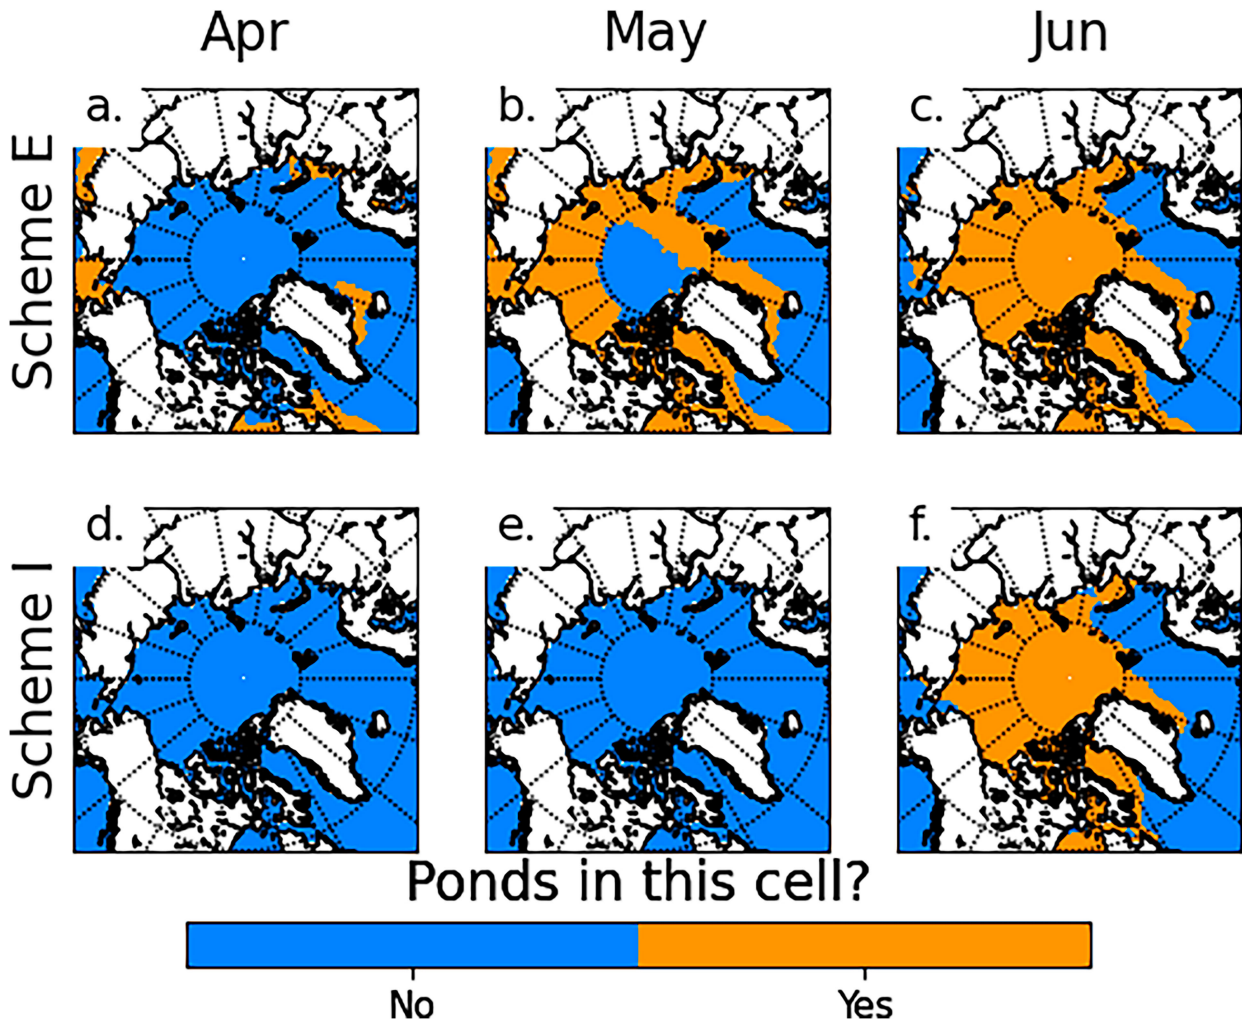 Apr May Jun
Scheme E
a. b. c.
Scheme I
d. e. f.
Ponds in this cell?
No Yes